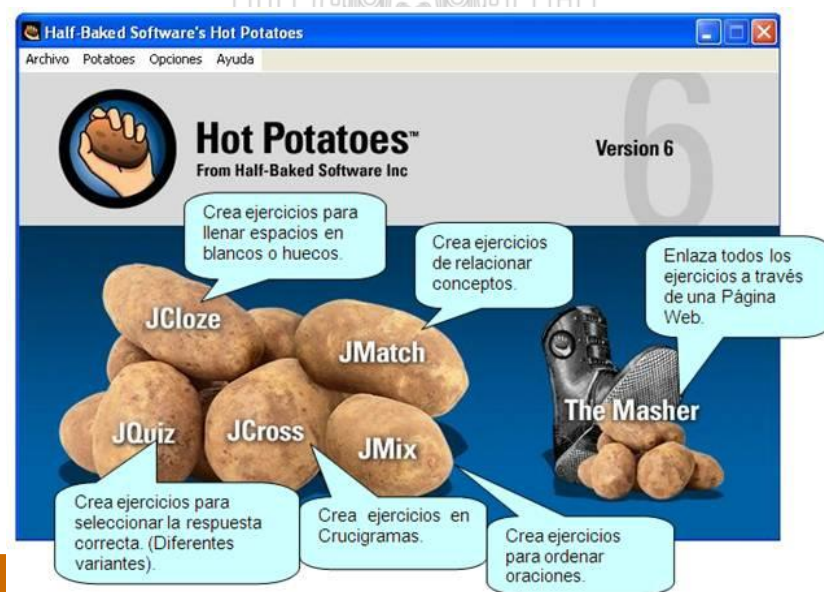 Half-Baked Software's Hot Potatoes
Archivo Potatoes Opciones Ayuda
Hot Potatoes™
From Half-Baked Software Inc
Version 6
6
Crea ejercicios para
llenar espacios en
blancos o huecos.
Crea ejercicios
de relacionar
conceptos.
Enlaza todos los
ejercicios a través
de una Página
Web.
JCloze
JMatch
JQuiz
JCross
JMix
The Masher
Crea ejercicios para
seleccionar la respuesta
correcta. (Diferentes
variantes).
Crea ejercicios en
Crucigramas.
Crea ejercicios
para ordenar
oraciones.